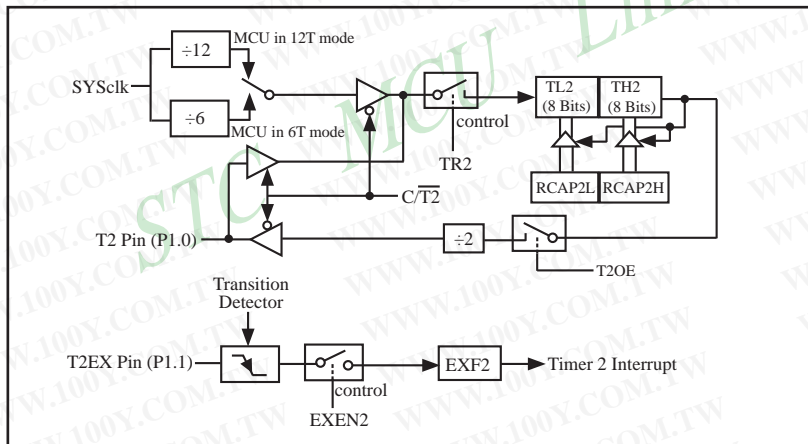 MCU in 12T mode
÷12
SYSclk
÷6
MCU in 6T mode
control
TR2
TL2
(8 Bits)
TH2
(8 Bits)
RCAP2L
RCAP2H
C/T2
T2 Pin (P1.0)
÷2
T2OE
Transition
Detector
T2EX Pin (P1.1)
control
EXEN2
EXF2
Timer 2 Interrupt
STC MCU Lim
WWW.100Y.COM.TW